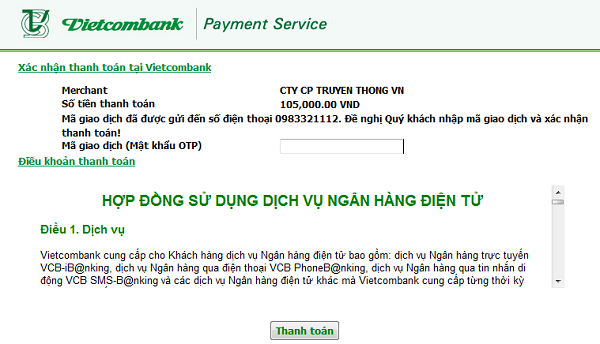 Vietcombank Payment Service
Xác nhận thanh toán tại Vietcombank
Merchant CTY CP TRUYEN THONG VN
Số tiền thanh toán 105,000.00 VND
Mã giao dịch đã được gửi đến số điện thoại 0983321112. Đề nghị Quý khách nhập mã giao dịch và xác nhận
thanh toán!
Mã giao dịch (Mật khẩu OTP)
Điều khoản thanh toán
HỢP ĐỒNG SỬ DỤNG DỊCH VỤ NGÂN HÀNG ĐIỆN TỬ
Điều 1. Dịch vụ
Vietcombank cung cấp cho Khách hàng dịch vụ Ngân hàng điện tử bao gồm: dịch vụ Ngân hàng trực tuyến
VCB-iB@nking, dịch vụ Ngân hàng qua điện thoại VCB PhoneB@nking, dịch vụ Ngân hàng qua tin nhắn di
động VCB SMS-B@nking và các dịch vụ Ngân hàng điện tử khác mà Vietcombank cung cấp từng thời kỳ
Thanh toán